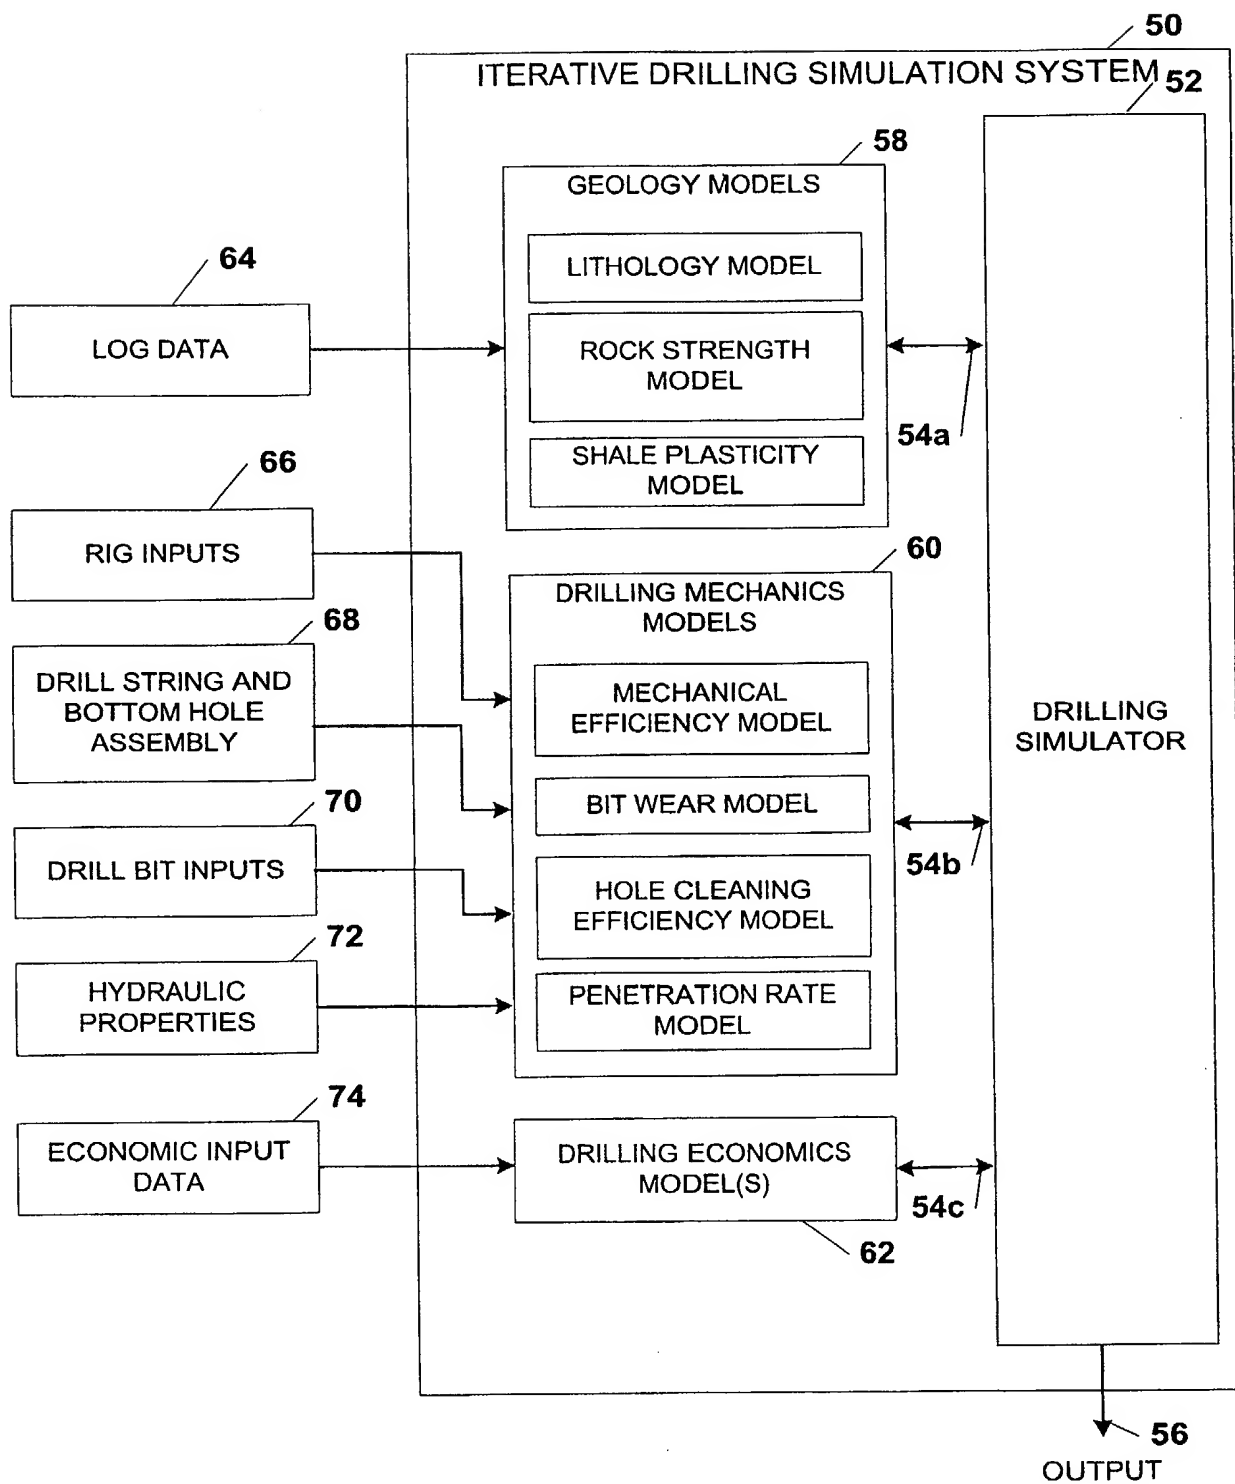 50
ITERATIVE DRILLING SIMULATION SYSTEM
52
58
GEOLOGY MODELS
LITHOLOGY MODEL
ROCK STRENGTH
MODEL
SHALE PLASTICITY
MODEL
64
LOG DATA
54a
66
RIG INPUTS
60
DRILLING MECHANICS
MODELS
68
DRILL STRING AND
BOTTOM HOLE
ASSEMBLY
MECHANICAL
EFFICIENCY MODEL
DRILLING
SIMULATOR
BIT WEAR MODEL
70
DRILL BIT INPUTS
54b
HOLE CLEANING
EFFICIENCY MODEL
72
HYDRAULIC
PROPERTIES
PENETRATION RATE
MODEL
74
ECONOMIC INPUT
DATA
DRILLING ECONOMICS
MODEL(S)
54c
62
56
OUTPUT